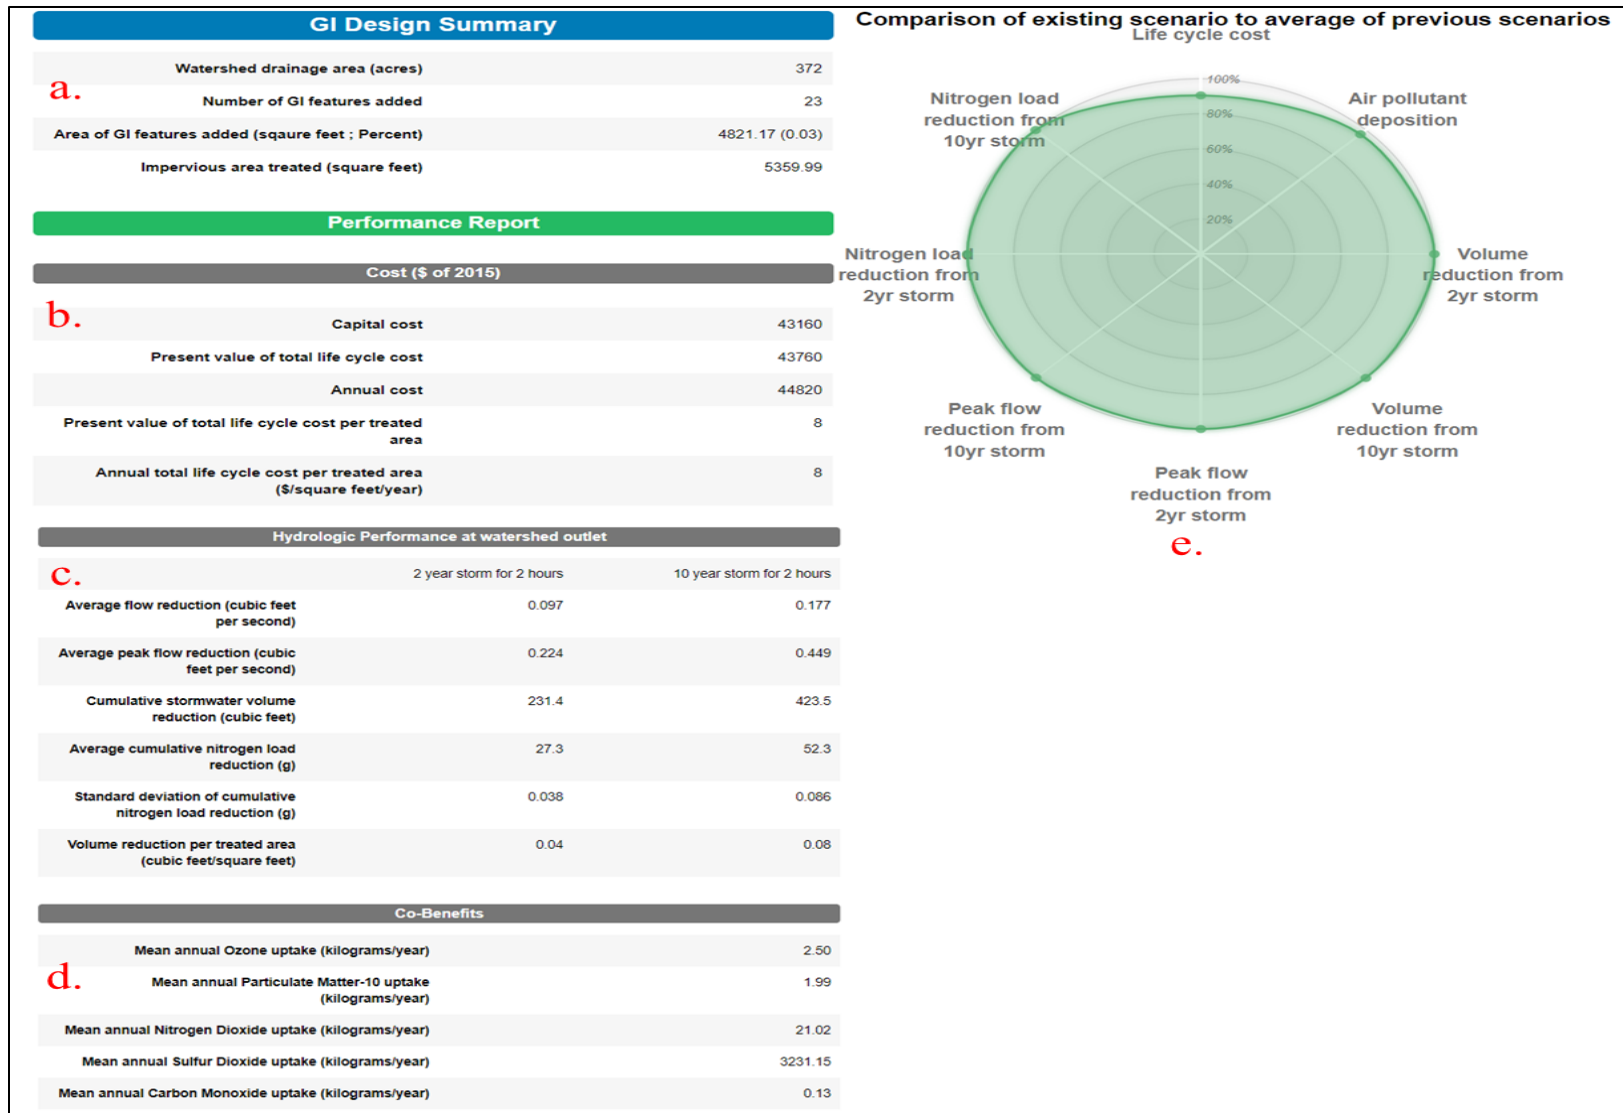 GI Design Summary
a.
Watershed drainage area (acres) 372
Number of GI features added 23
Area of GI features added (sqaure feet ; Percent) 4821.17 (0.03)
Impervious area treated (square feet) 5359.99
Performance Report
Cost ($ of 2015)
b.
Capital cost 43160
Present value of total life cycle cost 43760
Annual cost 44820
Present value of total life cycle cost per treated
area 8
Annual total life cycle cost per treated area
($/square feet/year) 8
Hydrologic Performance at watershed outlet
c.
2 year storm for 2 hours 10 year storm for 2 hours
Average flow reduction (cubic feet
per second) 0.097 0.177
Average peak flow reduction (cubic
feet per second) 0.224 0.449
Cumulative stormwater volume
reduction (cubic feet) 231.4 423.5
Average cumulative nitrogen load
reduction (g) 27.3 52.3
Standard deviation of cumulative
nitrogen load reduction (g) 0.038 0.086
Volume reduction per treated area
(cubic feet/square feet) 0.04 0.08
Co-Benefits
d.
Mean annual Ozone uptake (kilograms/year) 2.50
Mean annual Particulate Matter-10 uptake
(kilograms/year) 1.99
Mean annual Nitrogen Dioxide uptake (kilograms/year) 21.02
Mean annual Sulfur Dioxide uptake (kilograms/year) 3231.15
Mean annual Carbon Monoxide uptake (kilograms/year) 0.13
Comparison of existing scenario to average of previous scenarios
Life cycle cost
100%
80%
60%
40%
20%
Air pollutant
deposition
Volume
reduction from
2yr storm
Volume
reduction from
10yr storm
Peak flow
reduction from
2yr storm
Peak flow
reduction from
10yr storm
Nitrogen load
reduction from
2yr storm
Nitrogen load
reduction from
10yr storm
e.